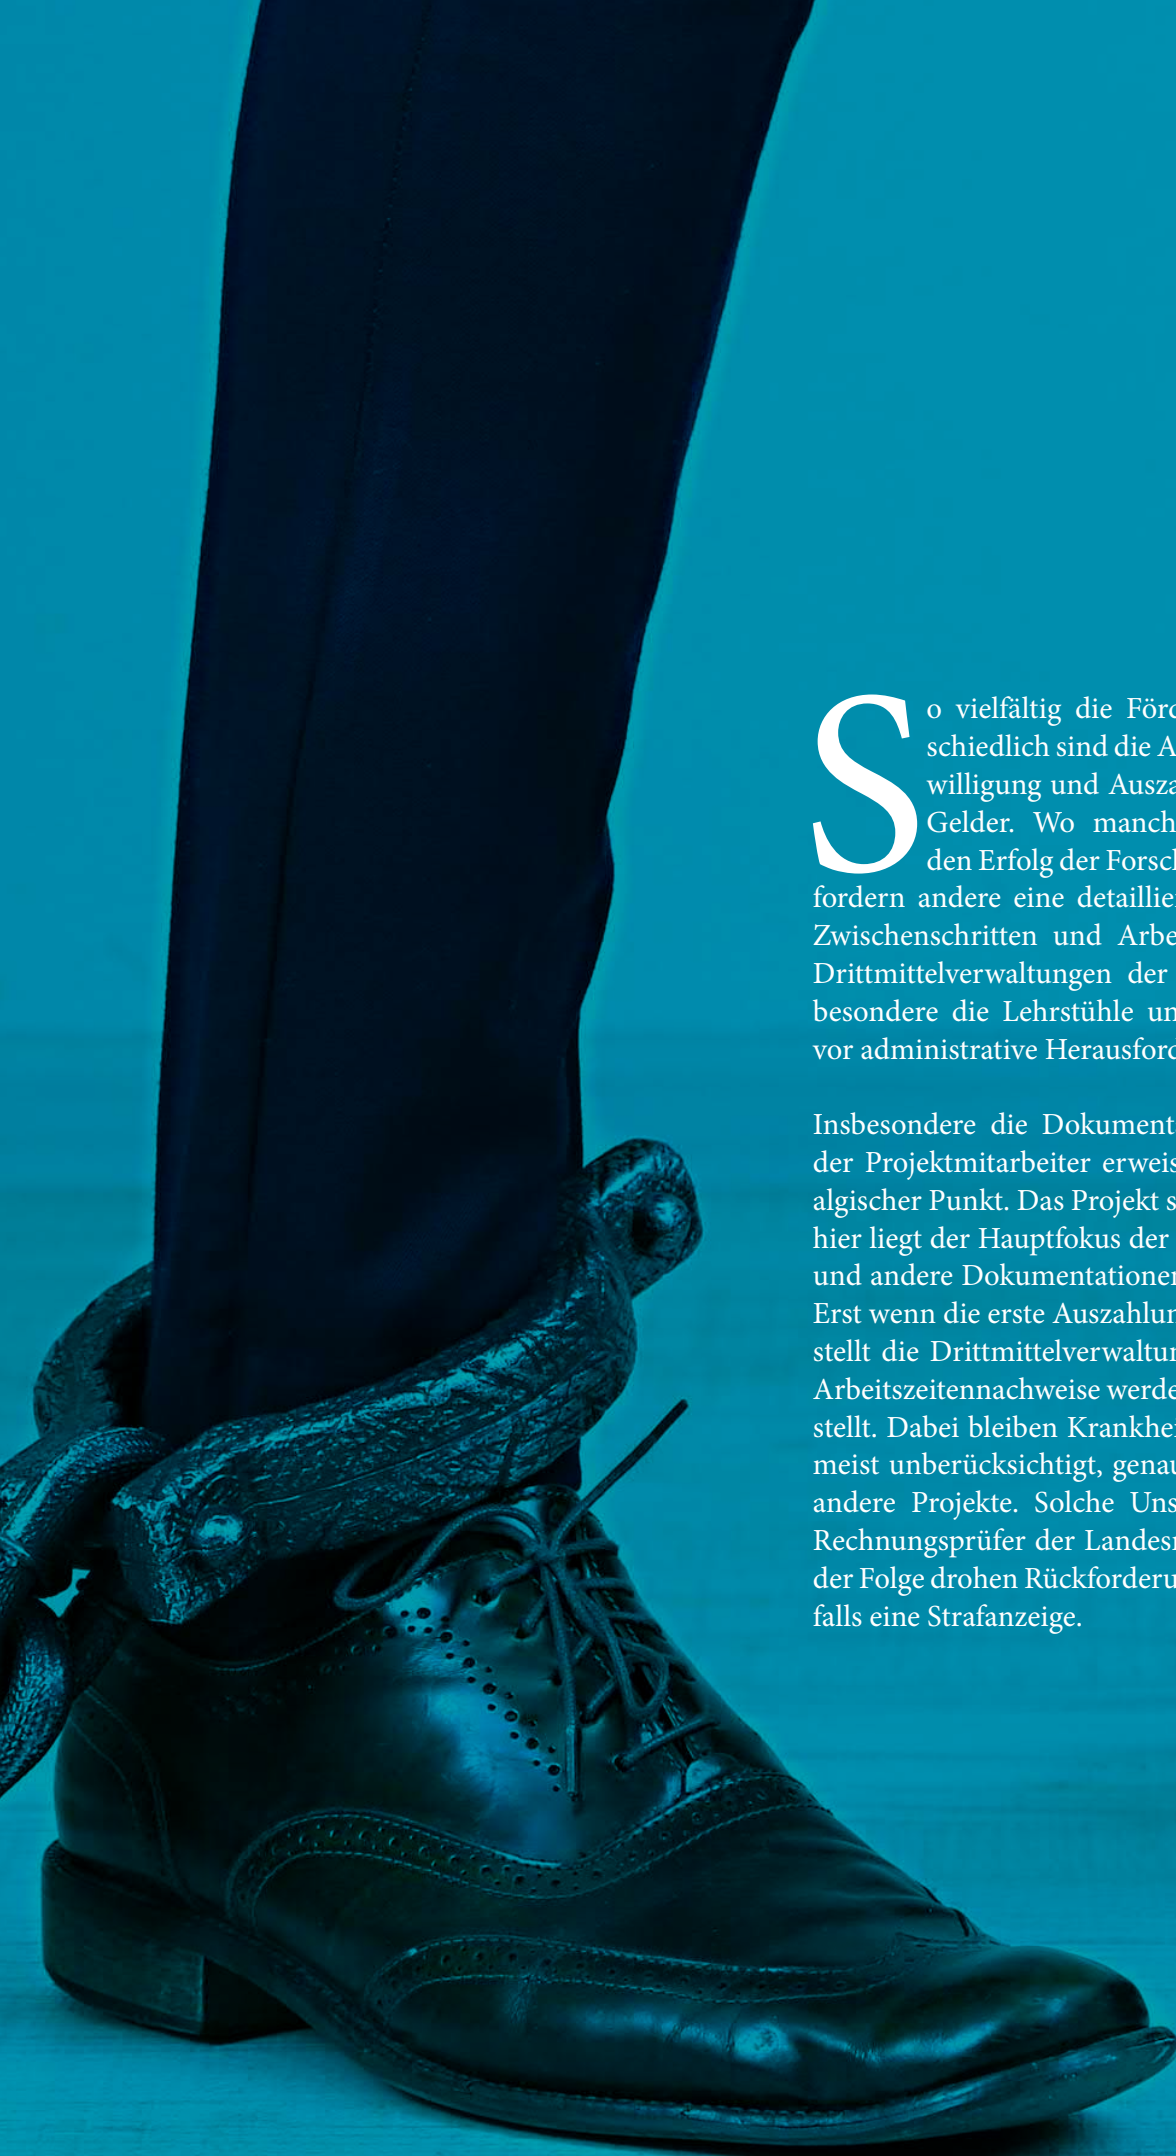 So vielfältig die Förd
schiedlich sind die A
willigung und Ausza
Gelder. Wo manch
den Erfolg der Forsch
fordern andere eine detaillie
Zwischenschritten und Arbe
Drittmittelverwaltungen der
besondere die Lehrstühle un
vor administrative Herausford
Insbesondere die Dokument
der Projektmitarbeiter erweis
algischer Punkt. Das Projekt s
hier liegt der Hauptfokus der
und andere Dokumentationen
Erst wenn die erste Auszahlun
stellt die Drittmittelverwaltun
Arbeitszeitennachweise werde
stellt. Dabei bleiben Krankhei
meist unberücksichtigt, genau
andere Projekte. Solche Uns
Rechnungsprüfer der Landesr
der Folge drohen Rückforderu
falls eine Strafanzeige.